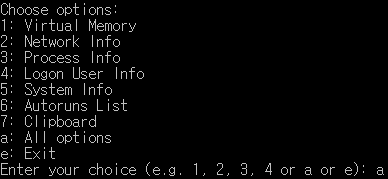 Choose options:
1: Virtual Memory
2: Network Info
3: Process Info
4: Logon User Info
5: System Info
6: Autoruns List
7: Clipboard
a: All options
e: Exit
Enter your choice (e.g. 1, 2, 3, 4 or a or e): a